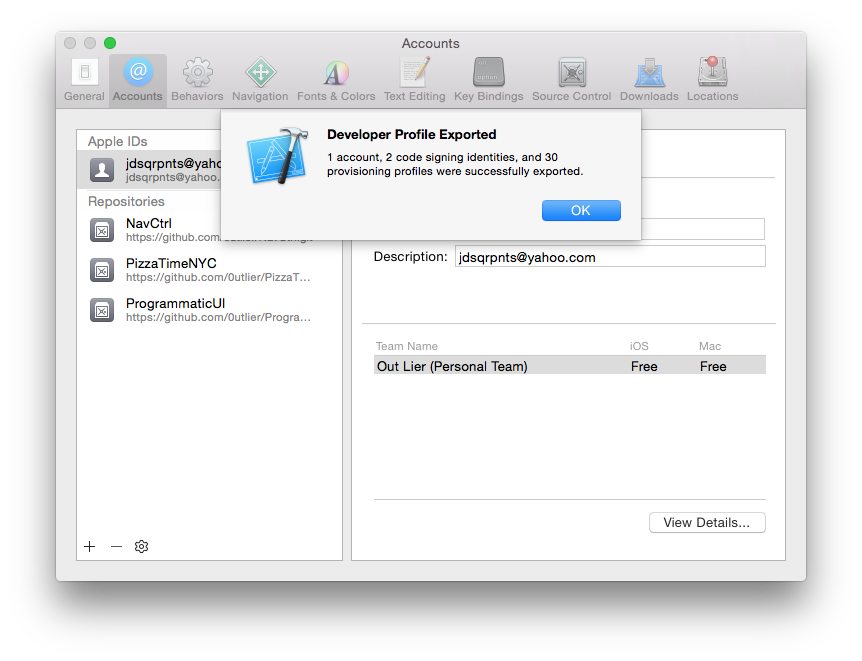 Accounts
General
Accounts
Behaviors
Navigation
Fonts & Colors
Text Editing
Key Bindings
Source Control
Downloads
Locations
Developer Profile Exported
1 account, 2 code signing identities, and 30
provisioning profiles were successfully exported.
OK
Apple IDs
jdsqrpnts@yaho
jdsqrpnts@yahoo.
Repositories
NavCtrl
https://github.com/
PizzaTimeNYC
https://github.com/0utlier/PizzaT...
ProgrammaticUI
https://github.com/0utlier/Progra...
Description:
jdsqrpnts@yahoo.com
Team Name
iOS
Mac
Out Lier (Personal Team)
Free
Free
View Details...